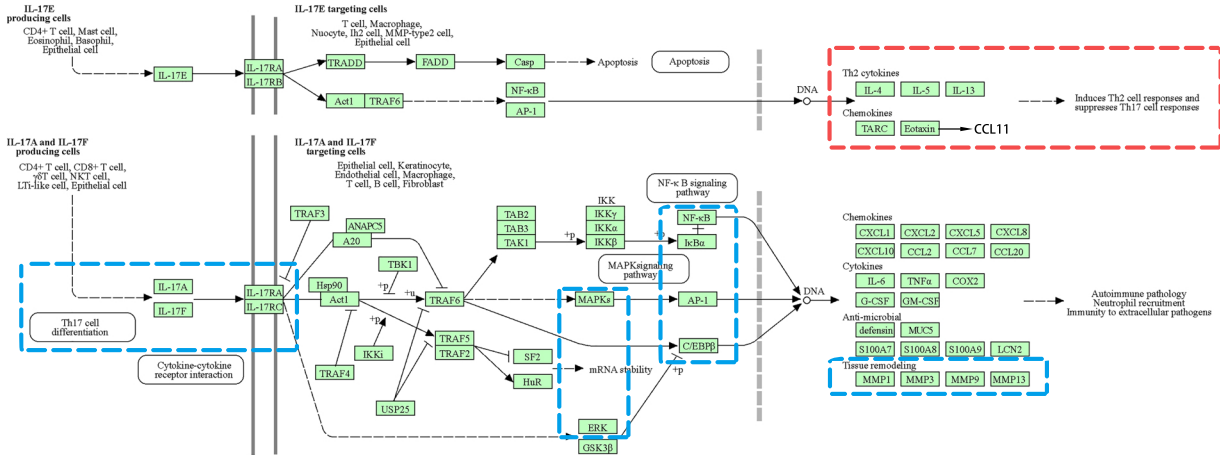 IL-17E
producing cells
CD4+ T cell, Mast cell,
Eosinophil, Basophil,
Epithelial cell
IL-17E targeting cells
T cell, Macrophage,
Nuocyte, Ih2 cell, MMP-type2 cell,
Epithelial cell
IL-17E
IL-17RA
IL-17RB
TRADD
FADD
Casp
Apoptosis
Apoptosis
Act1
TRAF6
NF-κB
AP-1
DNA
Th2 cytokines
IL-4
IL-5
IL-13
Chemokines
TARC
Eotaxin
CCL11
Induces Th2 cell responses and
suppresses Th17 cell responses
IL-17A and IL-17F
producing cells
CD4+ T cell, CD8+ T cell,
γδT cell, NKT cell,
LTi-like cell, Epithelial cell
IL-17A and IL-17F
targeting cells
Epithelial cell, Keratinocyte,
Endothelial cell, Macrophage,
T cell, B cell, Fibroblast
IL-17A
IL-17F
Th17 cell
differentiation
Cytokine-cytokine
receptor interaction
IL-17RA
IL-17RC
TRAF3
ANAPC5
A20
Hsp90
Act1
TBK1
+p
+u
+p
IKKi
TRAF4
USP25
TRAF6
TRAF5
TRAF2
TAB2
TAB3
TAK1
+p
IKK
IKKγ
IKKα
IKKβ
+p
NF-κ B signaling
pathway
NF-κB
IκBα
MAPKsignaling
pathway
MAPKs
AP-1
C/EBPβ
+p
SF2
HuR
mRNA stability
ERK
GSK3β
DNA
Chemokines
CXCL1
CXCL2
CXCL5
CXCL8
CXCL10
CCL2
CCL7
CCL20
Cytokines
IL-6
TNFα
COX2
G-CSF
GM-CSF
Anti-microbial
defensin
MUC5
S100A7
S100A8
S100A9
LCN2
Tissue remodeling
MMP1
MMP3
MMP9
MMP13
Autoimmune pathology
Neutrophil recruitment
Immunity to extracellular pathogens